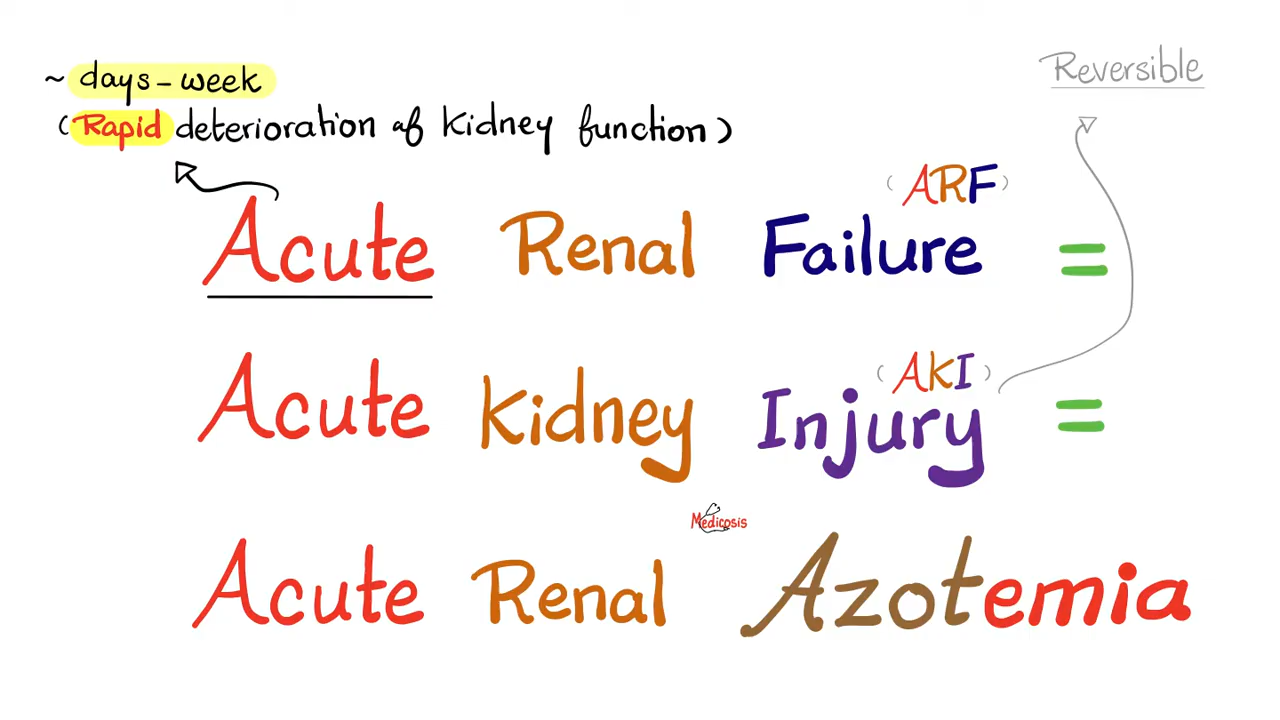 ~ days-week
(Rapid deterioration of kidney function)
Reversible
(ARF)
Acute Renal Failure =
(AKI)
Acute Kidney Injury =
Medicosis
Acute Renal Azotemia